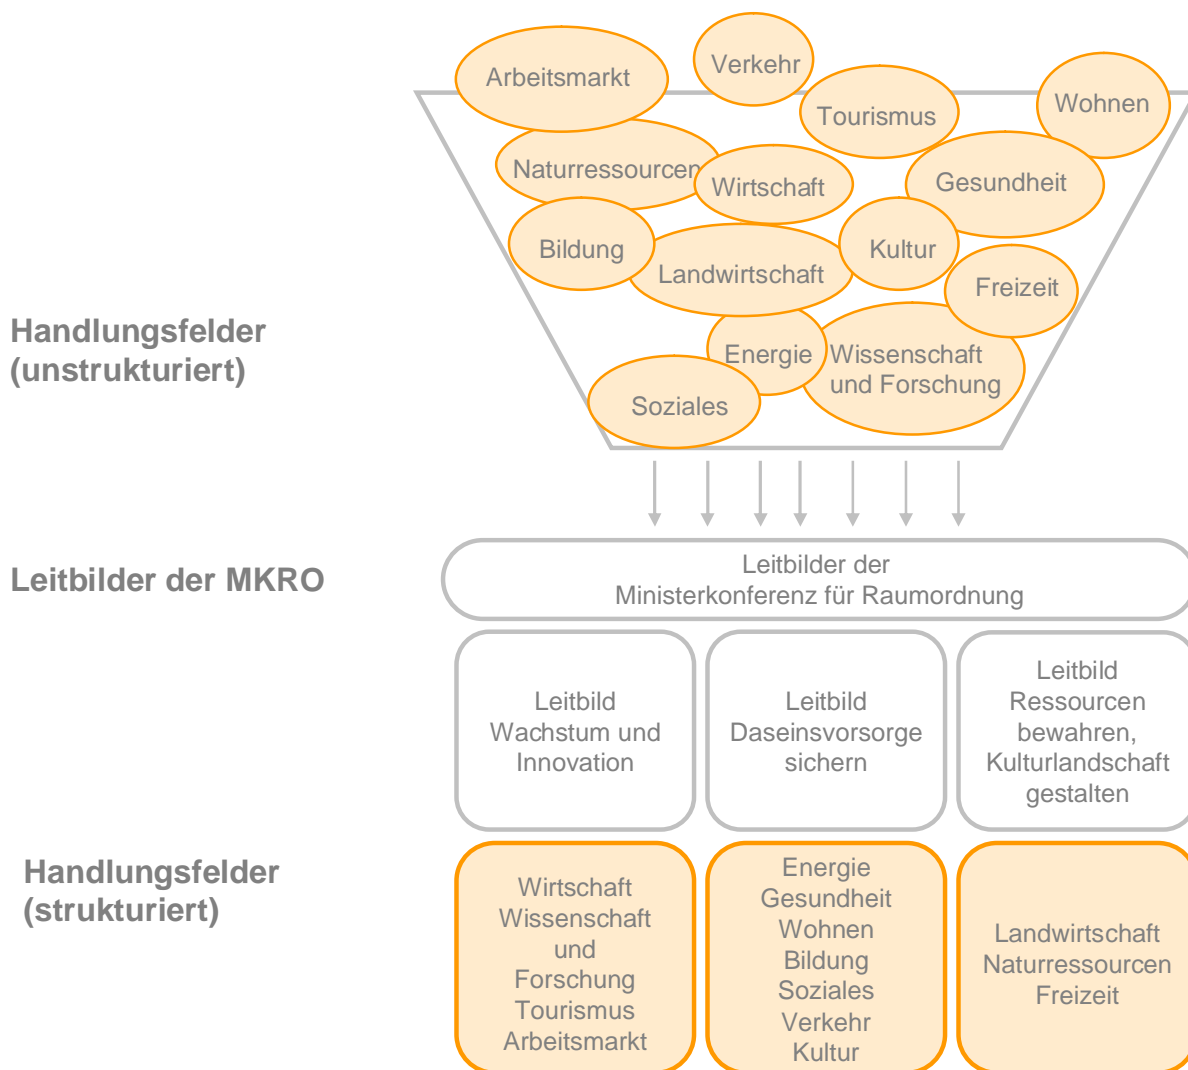 Arbeitsmarkt
Verkehr
Tourismus
Wohnen
Naturressourcen
Wirtschaft
Gesundheit
Bildung
Landwirtschaft
Kultur
Freizeit
Energie
Wissenschaft
und Forschung
Soziales
Handlungsfelder
(unstrukturiert)
Leitbilder der MKRO
Leitbilder der
Ministerkonferenz für Raumordnung
Leitbild
Wachstum und
Innovation
Leitbild
Daseinsvorsorge
sichern
Leitbild
Ressourcen
bewahren,
Kulturlandschaft
gestalten
Handlungsfelder
(strukturiert)
Wirtschaft
Wissenschaft
und
Forschung
Tourismus
Arbeitsmarkt
Energie
Gesundheit
Wohnen
Bildung
Soziales
Verkehr
Kultur
Landwirtschaft
Naturressourcen
Freizeit